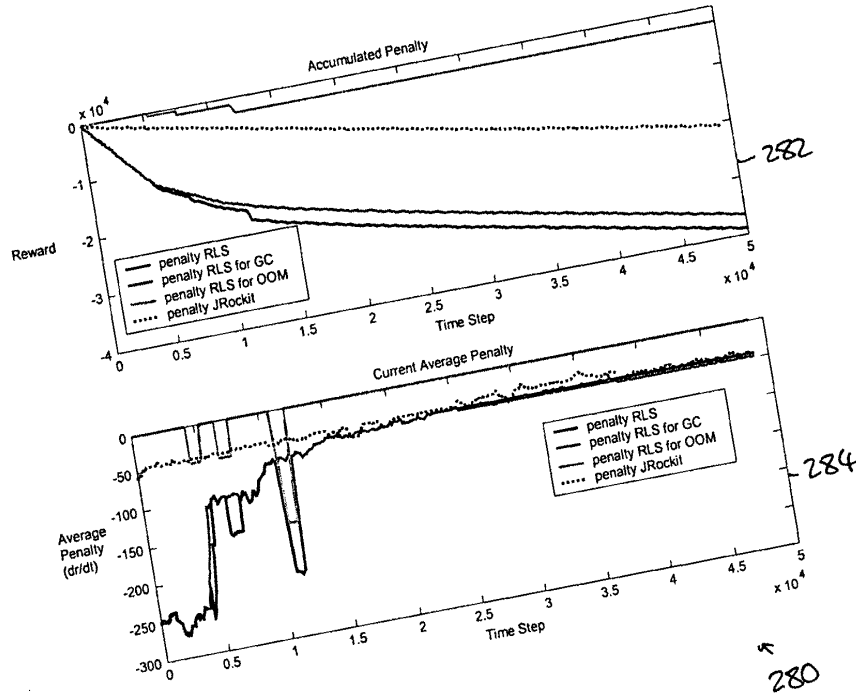 Accumulated Penalty
x 10^4
0
-1
-2
-3
-4
Reward
penalty RLS
penalty RLS for GC
penalty RLS for OOM
penalty JRockit
0 0.5 1 1.5 2 2.5 3 3.5 4 4.5 5
x 10^4
Time Step
282
Current Average Penalty
0
-50
-100
-150
-200
-250
-300
Average
Penalty
(dr/dt)
penalty RLS
penalty RLS for GC
penalty RLS for OOM
penalty JRockit
0 0.5 1 1.5 2 2.5 3 3.5 4 4.5 5
x 10^4
Time Step
284
280